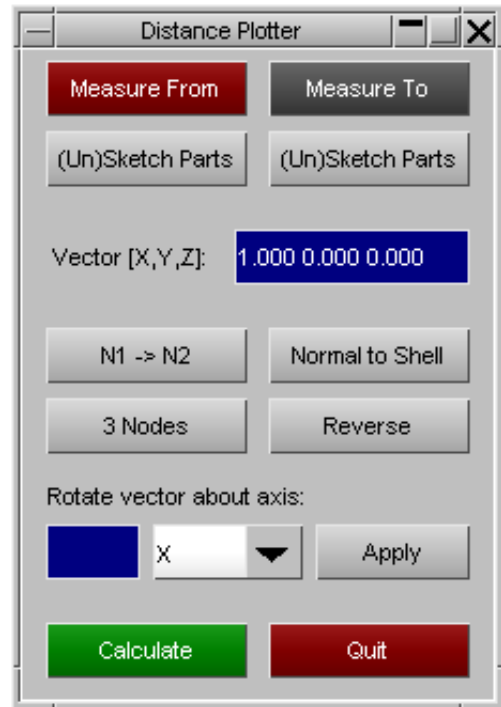 Distance Plotter
Measure From Measure To
(Un)Sketch Parts (Un)Sketch Parts
Vector [X,Y,Z]: 1.000 0.000 0.000
N1 -> N2 Normal to Shell
3 Nodes Reverse
Rotate vector about axis:
X Apply
Calculate Quit